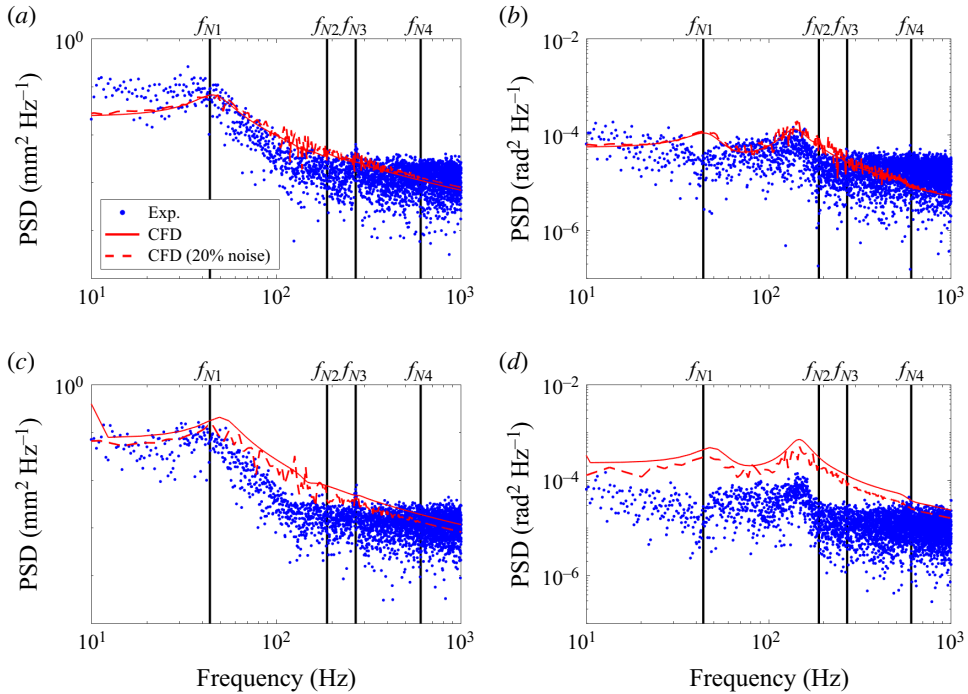 (a)
f_N1 f_N2 f_N3 f_N4
10^0
PSD (mm^2 Hz^−1)
Exp.
CFD
CFD (20% noise)
10^1 10^2 10^3
(b)
f_N1 f_N2 f_N3 f_N4
10^−2
10^−4
10^−6
PSD (rad^2 Hz^−1)
10^1 10^2 10^3
(c)
f_N1 f_N2 f_N3 f_N4
10^0
PSD (mm^2 Hz^−1)
10^1 10^2 10^3
Frequency (Hz)
(d)
f_N1 f_N2 f_N3 f_N4
10^−2
10^−4
10^−6
PSD (rad^2 Hz^−1)
10^1 10^2 10^3
Frequency (Hz)